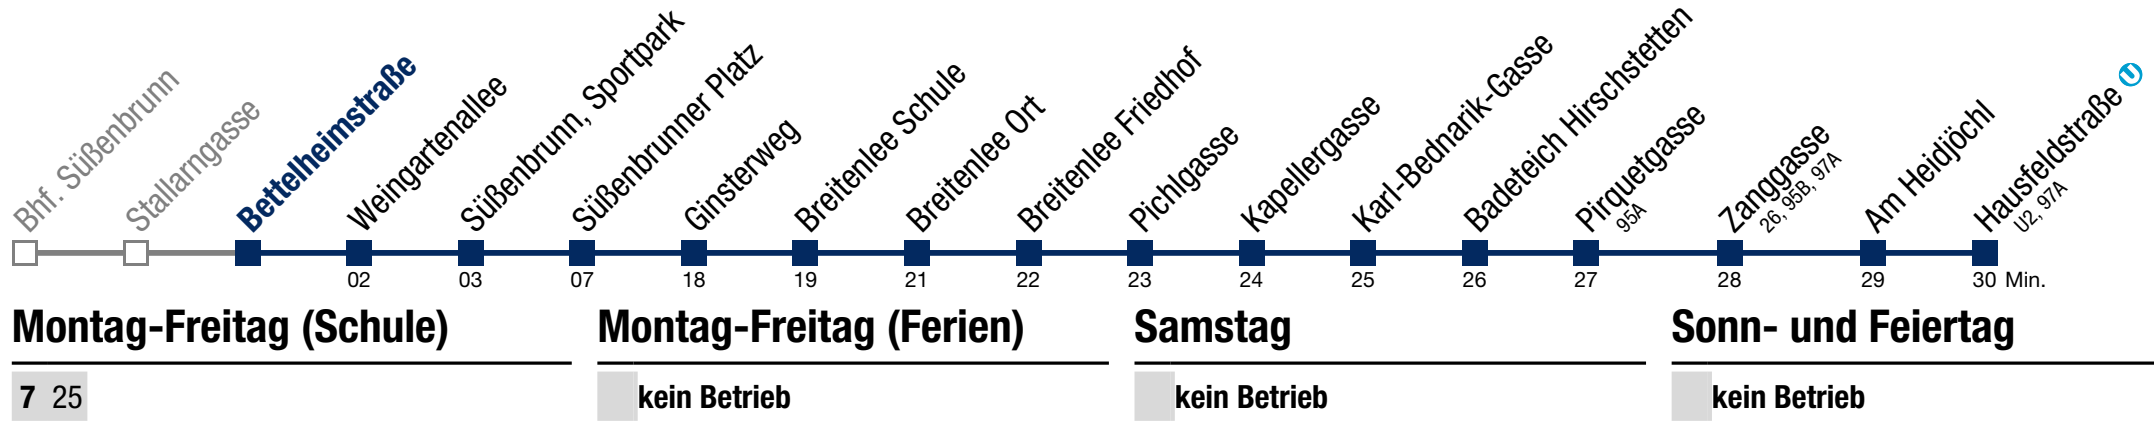 Bhf. Süßenbrunn
Stallarngasse
Bettelheimstraße
Weingartenallee
Süßenbrunn, Sportpark
Süßenbrunner Platz
Ginsterweg
Breitenlee Schule
Breitenlee Ort
Breitenlee Friedhof
Pichlgasse
Kapellergasse
Karl-Bednarik-Gasse
Badeteich Hirschstetten
Pirquetgasse
95A
Zanggasse
26, 95B, 97A
Am Heidjöchl
Hausfeldstraße U
U2, 97A
02 03 07 18 19 21 22 23 24 25 26 27 28 29 30 Min.
Montag-Freitag (Schule) Montag-Freitag (Ferien) Samstag Sonn- und Feiertag
7 25 kein Betrieb kein Betrieb kein Betrieb